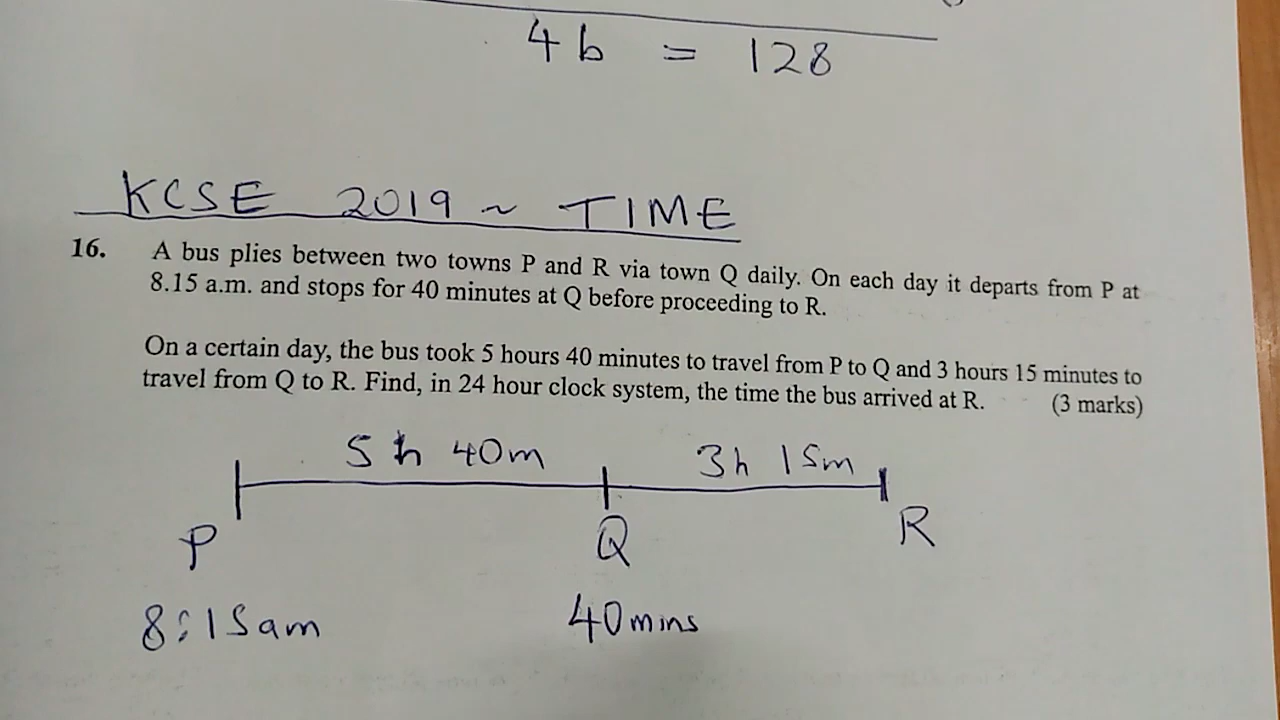 4b = 128
KCSE 2019 ~ TIME
16. A bus plies between two towns P and R via town Q daily. On each day it departs from P at
8.15 a.m. and stops for 40 minutes at Q before proceeding to R.
On a certain day, the bus took 5 hours 40 minutes to travel from P to Q and 3 hours 15 minutes to
travel from Q to R. Find, in 24 hour clock system, the time the bus arrived at R. (3 marks)
5h 40m 3h 15m
P Q R
8:15am 40mins